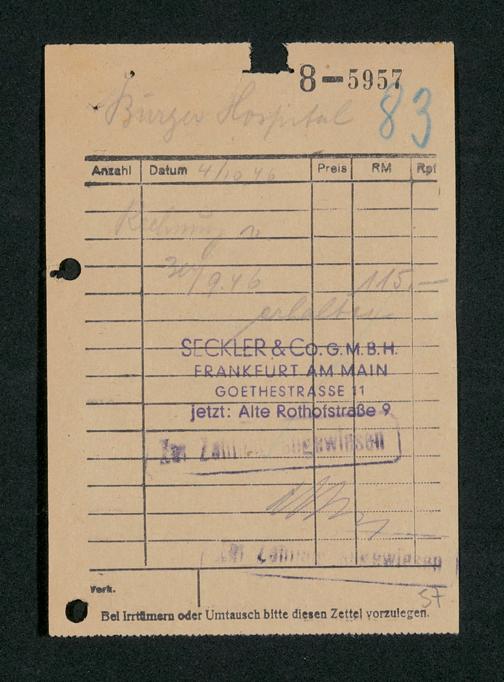 8-5957
83
Bürger Hospital
Anzahl Datum 4/10.46 Preis RM Rpf
Rechnung v.
30/9.46 115.—
erhalten
SECKLER & Co. G.M.B.H.
FRANKFURT AM MAIN
GOETHESTRASSE 11
jetzt: Alte Rothofstraße 9
Zur Zahlung angewiesen
Zur Zahlung angewiesen
Verk.
57
Bei Irrtümern oder Umtausch bitte diesen Zettel vorzulegen.